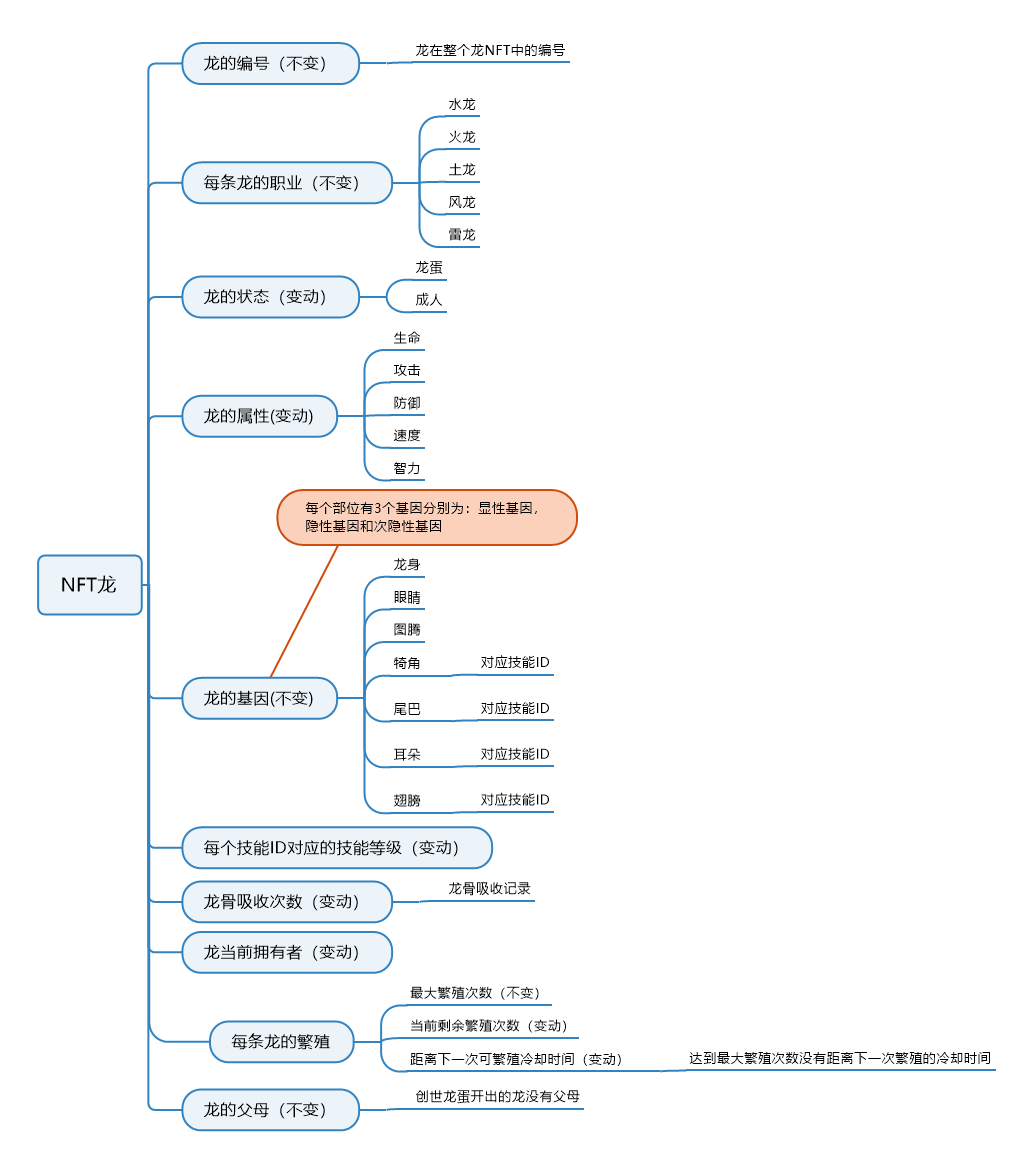 龙的编号（不变）
龙在整个龙NFT中的编号
每条龙的职业（不变）
水龙
火龙
土龙
风龙
雷龙
龙的状态（变动）
龙蛋
成人
龙的属性(变动)
生命
攻击
防御
速度
智力
每个部位有3个基因分别为：显性基因，
隐性基因和次隐性基因
NFT龙
龙的基因(不变)
龙身
眼睛
图腾
犄角
对应技能ID
尾巴
对应技能ID
耳朵
对应技能ID
翅膀
对应技能ID
每个技能ID对应的技能等级（变动）
龙骨吸收次数（变动）
龙骨吸收记录
龙当前拥有者（变动）
每条龙的繁殖
最大繁殖次数（不变）
当前剩余繁殖次数（变动）
距离下一次可繁殖冷却时间（变动）
达到最大繁殖次数没有距离下一次繁殖的冷却时间
龙的父母（不变）
创世龙蛋开出的龙没有父母